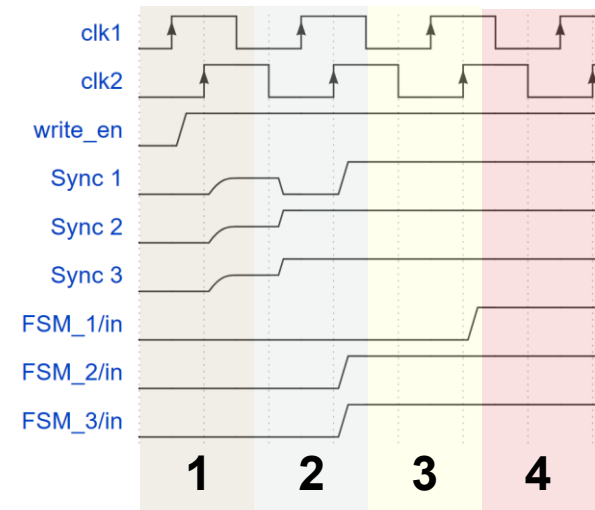 clk1
clk2
write_en
Sync 1
Sync 2
Sync 3
FSM_1/in
FSM_2/in
FSM_3/in
1 2 3 4